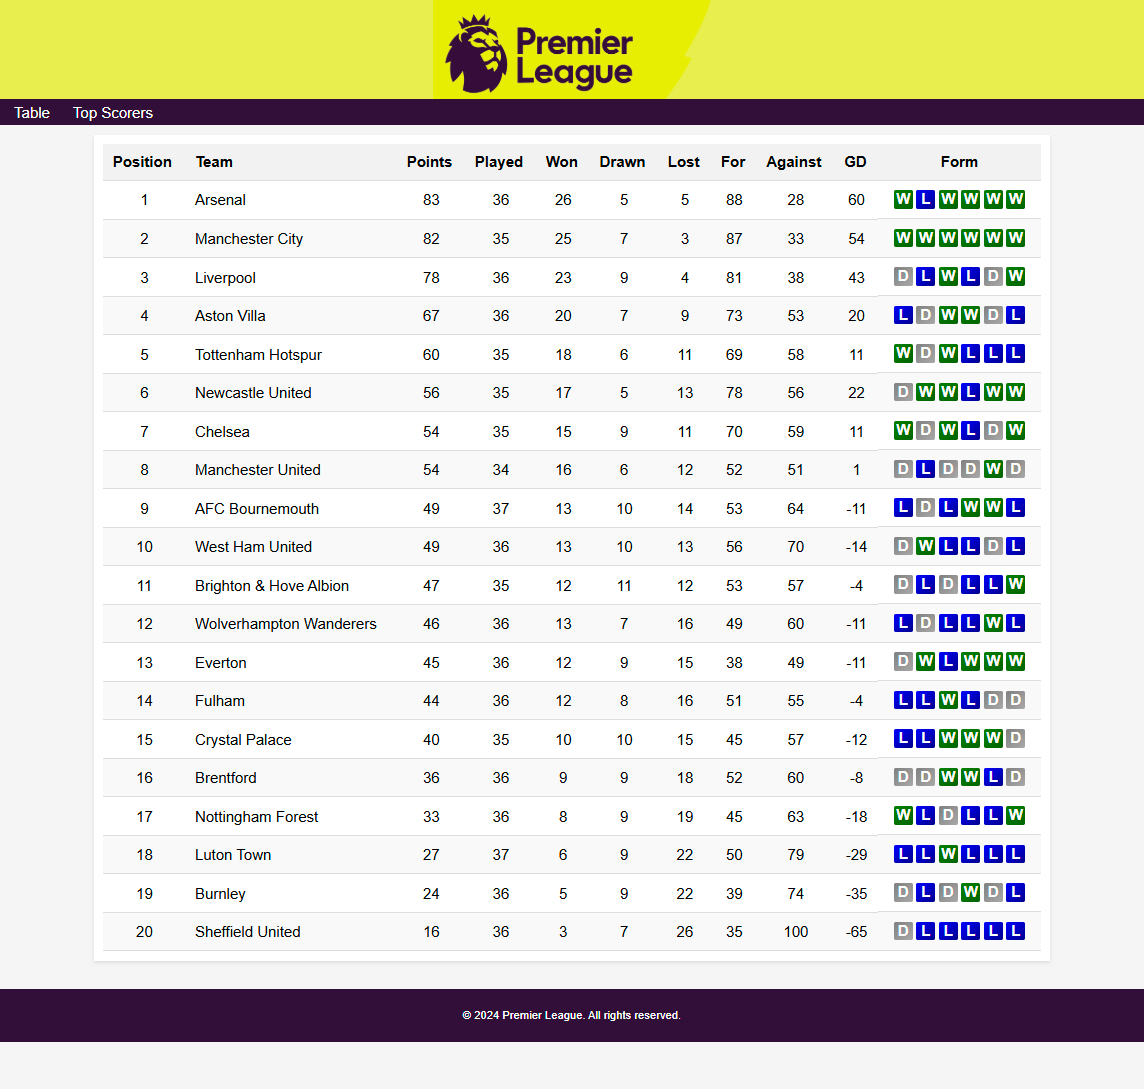 Premier
League
Table Top Scorers
Position Team Points Played Won Drawn Lost For Against GD Form
1 Arsenal 83 36 26 5 5 88 28 60 W L W W W W
2 Manchester City 82 35 25 7 3 87 33 54 W W W W W W
3 Liverpool 78 36 23 9 4 81 38 43 D L W L D W
4 Aston Villa 67 36 20 7 9 73 53 20 L D W W D L
5 Tottenham Hotspur 60 35 18 6 11 69 58 11 W D W L L L
6 Newcastle United 56 35 17 5 13 78 56 22 D W W L W W
7 Chelsea 54 35 15 9 11 70 59 11 W D W L D W
8 Manchester United 54 34 16 6 12 52 51 1 D L D D W D
9 AFC Bournemouth 49 37 13 10 14 53 64 -11 L D L W W L
10 West Ham United 49 36 13 10 13 56 70 -14 D W L L D L
11 Brighton & Hove Albion 47 35 12 11 12 53 57 -4 D L D L L W
12 Wolverhampton Wanderers 46 36 13 7 16 49 60 -11 L D L L W L
13 Everton 45 36 12 9 15 38 49 -11 D W L W W W
14 Fulham 44 36 12 8 16 51 55 -4 L L W L D D
15 Crystal Palace 40 35 10 10 15 45 57 -12 L L W W W D
16 Brentford 36 36 9 9 18 52 60 -8 D D W W L D
17 Nottingham Forest 33 36 8 9 19 45 63 -18 W L D L L W
18 Luton Town 27 37 6 9 22 50 79 -29 L L W L L L
19 Burnley 24 36 5 9 22 39 74 -35 D L D W D L
20 Sheffield United 16 36 3 7 26 35 100 -65 D L L L L L
© 2024 Premier League. All rights reserved.